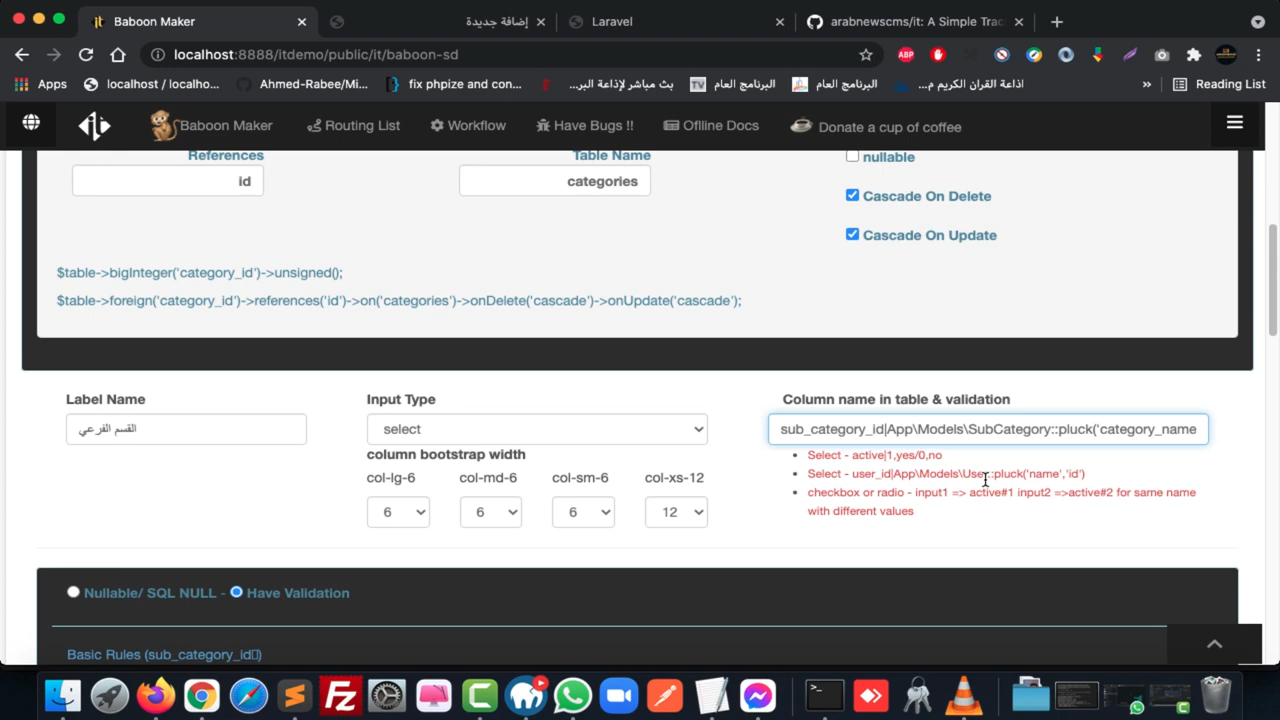 Baboon Maker
إضافة جديدة
Laravel
arabnewscms/it: A Simple Trac
localhost:8888/itdemo/public/it/baboon-sd
ABP
Apps
localhost / localho...
Ahmed-Rabee/Mi...
fix phpize and con...
بث مباشر لإذاعة البر...
البرنامج العام
البرنامج العام
اذاعة القران الكريم م...
»
Reading List
Baboon Maker
Routing List
Workflow
Have Bugs !!
Oflline Docs
Donate a cup of coffee
References
Table Name
nullable
id
categories
Cascade On Delete
Cascade On Update
$table->bigInteger('category_id')->unsigned();
$table->foreign('category_id')->references('id')->on('categories')->onDelete('cascade')->onUpdate('cascade');
Label Name
Input Type
Column name in table & validation
القسم الفرعي
select
sub_category_id|App\Models\SubCategory::pluck('category_name
column bootstrap width
Select - active|1,yes/0,no
col-lg-6
col-md-6
col-sm-6
col-xs-12
Select - user_id|App\Models\User::pluck('name','id')
checkbox or radio - input1 => active#1 input2 =>active#2 for same name
with different values
6
6
6
12
Nullable/ SQL NULL - Have Validation
Basic Rules (sub_category_id▯)